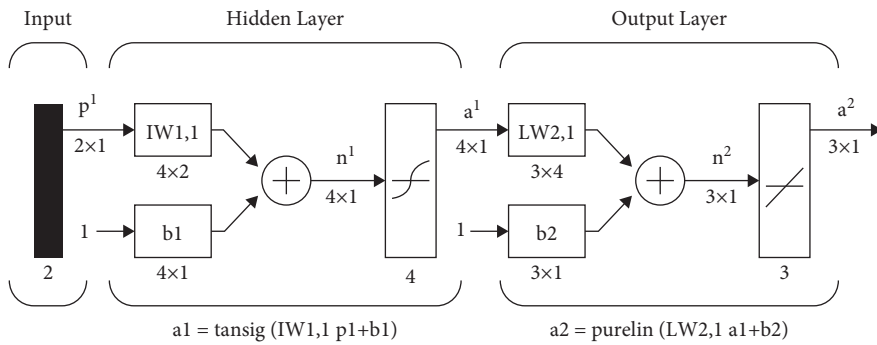 Input
Hidden Layer
Output Layer
p¹
2×1
IW1,1
4×2
1
b1
4×1
2
n¹
4×1
4
a¹
4×1
LW2,1
3×4
1
b2
3×1
n²
3×1
3
a²
3×1
a1 = tansig (IW1,1 p1+b1)
a2 = purelin (LW2,1 a1+b2)